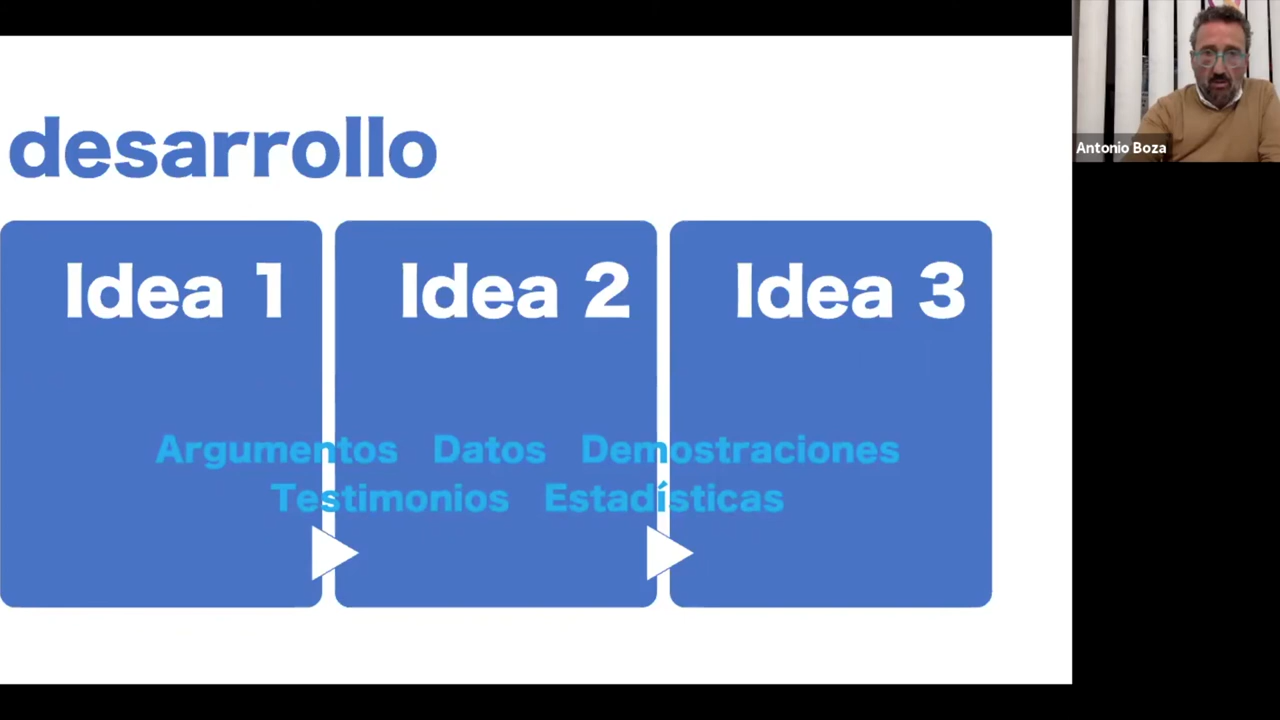 desarrollo
Idea 1
Idea 2
Idea 3
Argumentos Datos Demostraciones
Testimonios Estadísticas
Antonio Boza